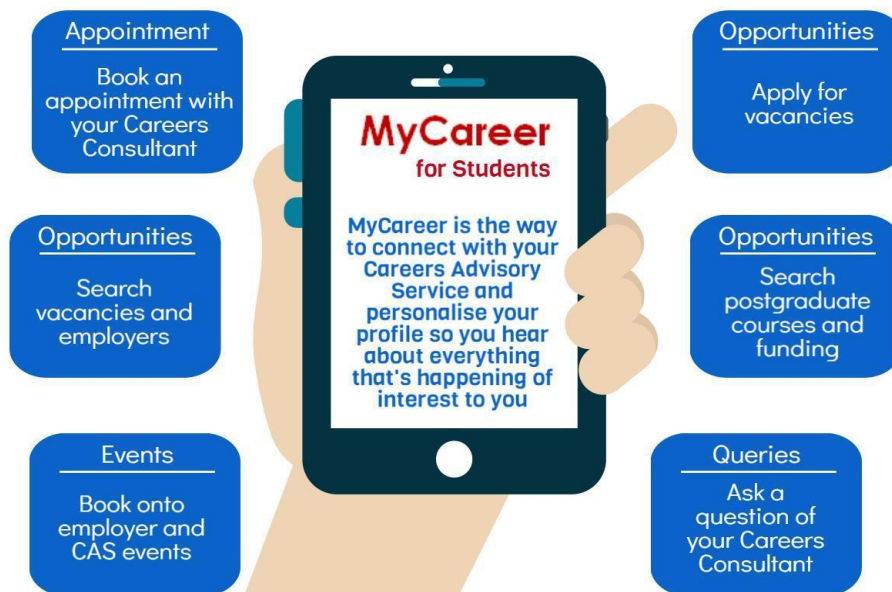 Appointment
Book an
appointment with
your Careers
Consultant
Opportunities
Search
vacancies and
employers
Events
Book onto
employer and
CAS events
MyCareer
for Students
MyCareer is the way
to connect with your
Careers Advisory
Service and
personalise your
profile so you hear
about everything
that's happening of
interest to you
Opportunities
Apply for
vacancies
Opportunities
Search
postgraduate
courses and
funding
Queries
Ask a
question of
your Careers
Consultant